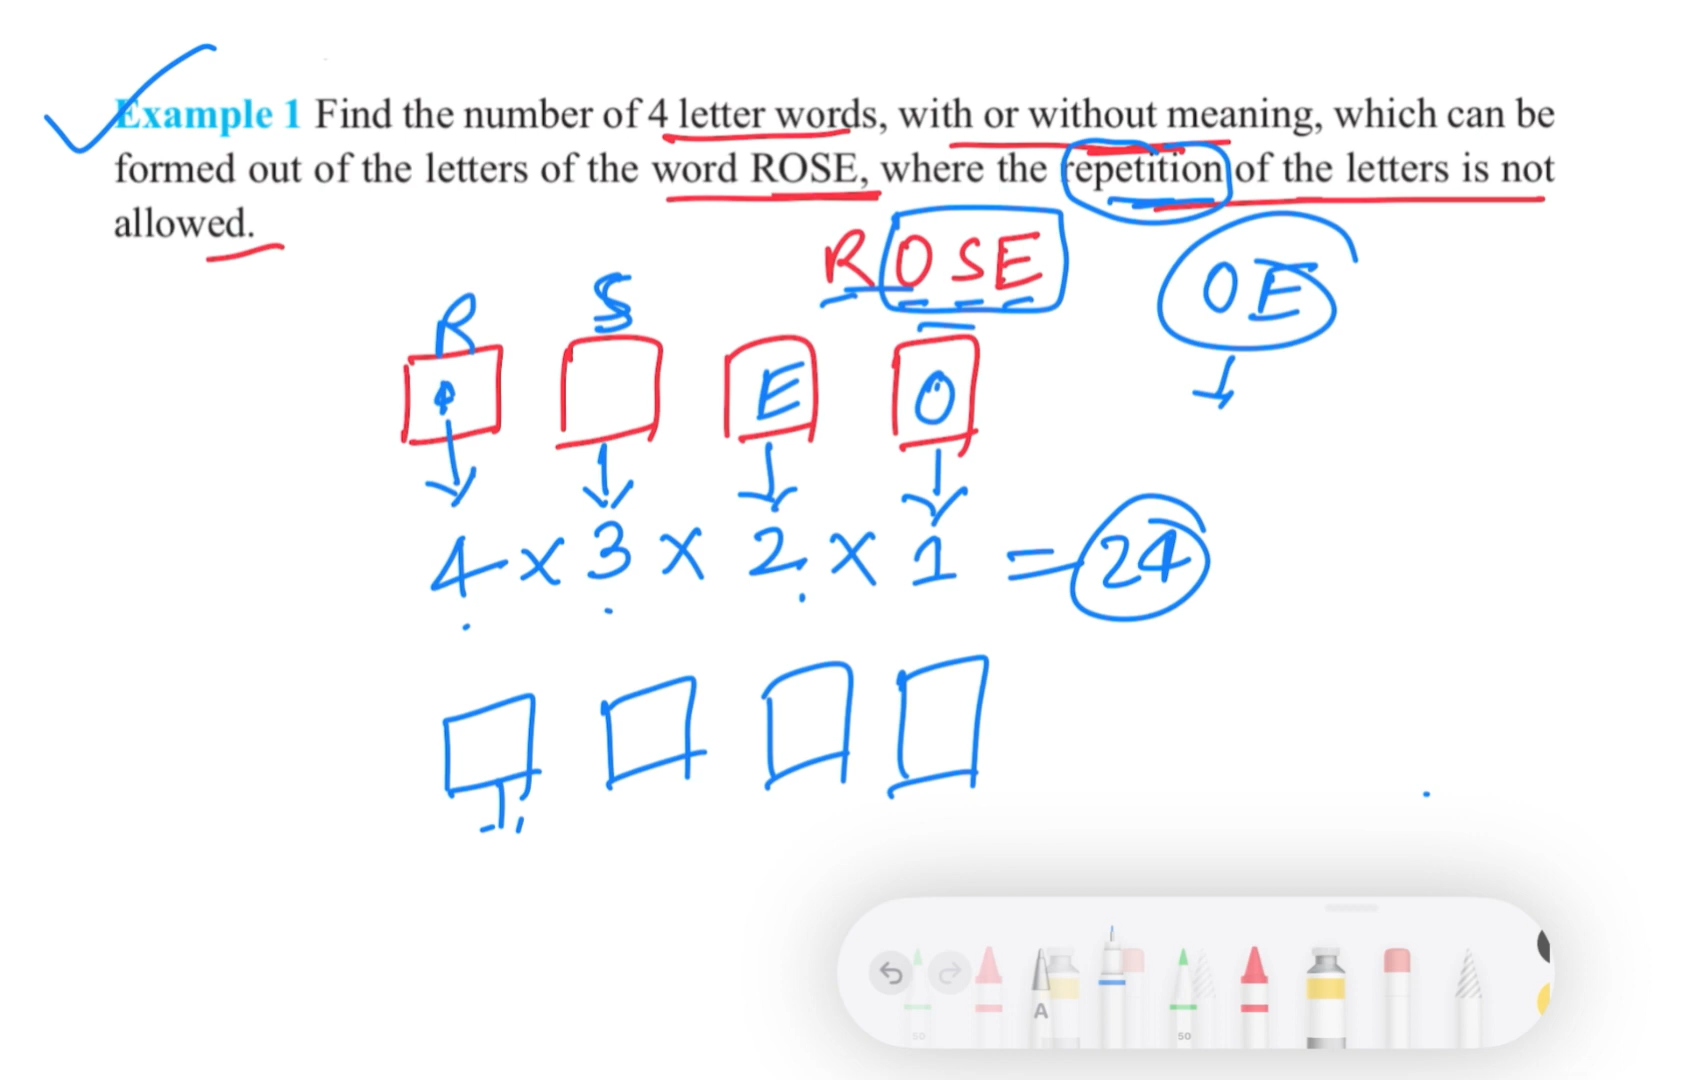 Example 1 Find the number of 4 letter words, with or without meaning, which can be
formed out of the letters of the word ROSE, where the repetition of the letters is not
allowed.
ROSE
OE
R S
E O
4 x 3 x 2 x 1 = 24
A
50 50